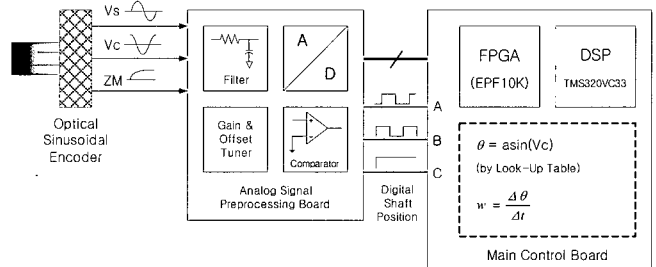 Vs
Vc
ZM
Optical
Sinusoidal
Encoder
Filter
A
D
Gain &
Offset
Tuner
Comparator
Analog Signal
Preprocessing Board
A
B
C
Digital
Shaft
Position
FPGA
(EPF10K)
DSP
TMS320VC33
θ = asin(Vc)
(by Look-Up Table)
w = Δθ / Δt
Main Control Board